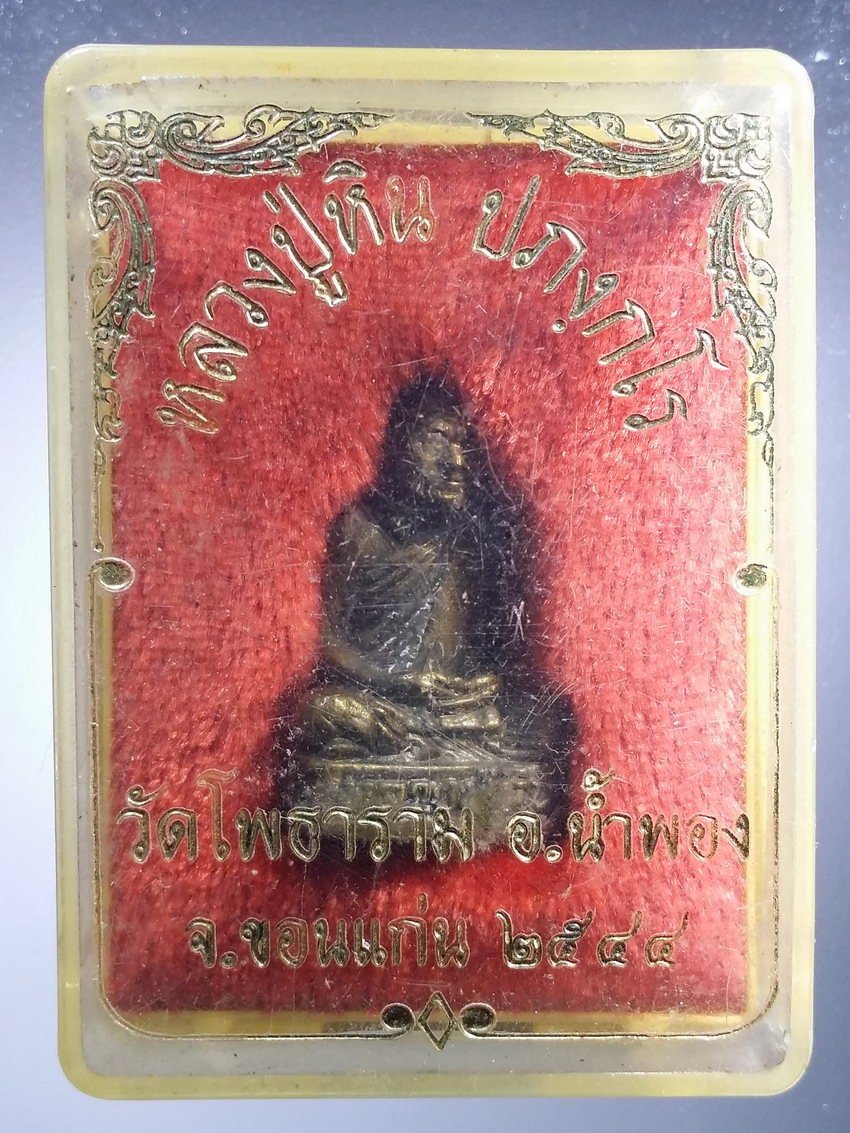 หลวงปู่หิน ปภงฺกโร
วัดโพธาราม อ.น้ำพอง
จ.ขอนแก่น ๒๕๔๔